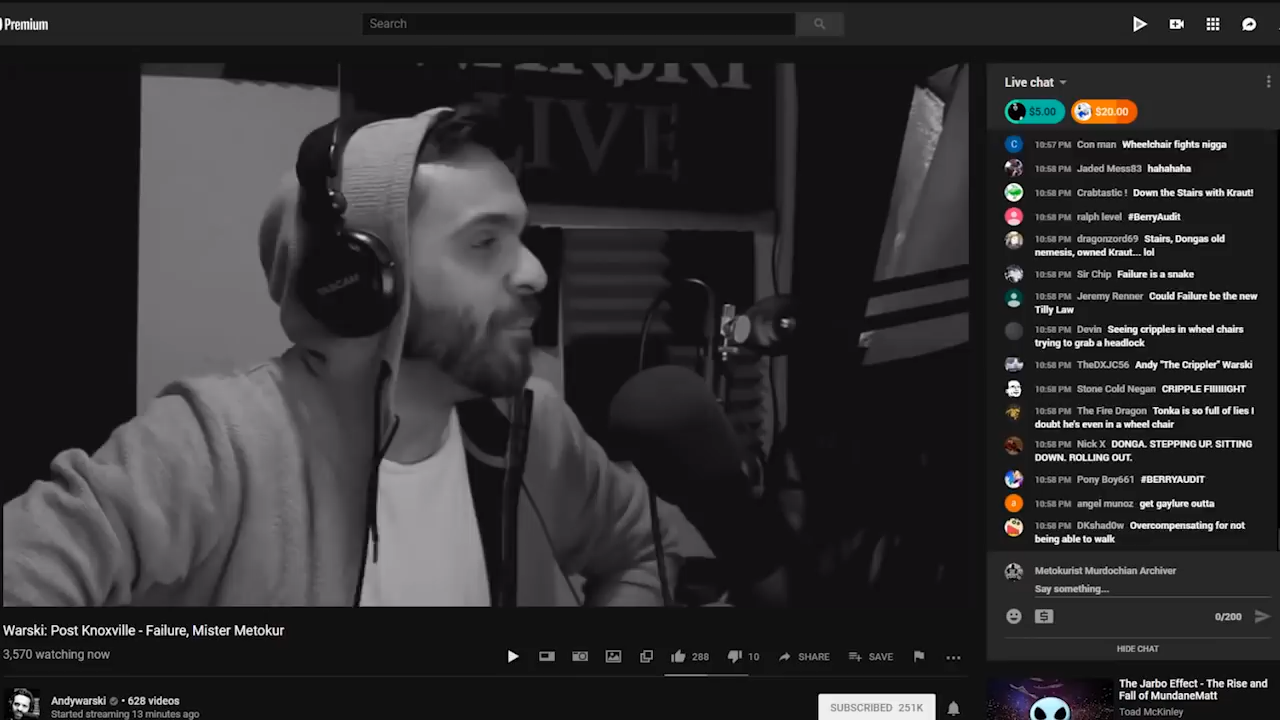 Premium
Search
WARSKI
LIVE
TASCAM
Live chat
$5.00
$20.00
C
10:57 PM Con man Wheelchair fights nigga
10:58 PM Jaded Mess83 hahahaha
10:58 PM Crabtastic ! Down the Stairs with Kraut!
10:58 PM ralph level #BerryAudit
10:58 PM dragonzord69 Stairs, Dongas old
nemesis, owned Kraut... lol
10:58 PM Sir Chip Failure is a snake
10:58 PM Jeremy Renner Could Failure be the new
Tilly Law
10:58 PM Devin Seeing cripples in wheel chairs
trying to grab a headlock
10:58 PM TheDXJC56 Andy "The Crippler" Warski
10:58 PM Stone Cold Negan CRIPPLE FIIIIIGHT
10:58 PM The Fire Dragon Tonka is so full of lies I
doubt he's even in a wheel chair
10:58 PM Nick X DONGA. STEPPING UP. SITTING
DOWN. ROLLING OUT.
10:58 PM Pony Boy661 #BERRYAUDIT
a
10:58 PM angel munoz get gaylure outta
10:58 PM DKshad0w Overcompensating for not
being able to walk
Metokurist Murdochian Archiver
Say something...
0/200
HIDE CHAT
Warski: Post Knoxville - Failure, Mister Metokur
3,570 watching now
288
10
SHARE
SAVE
Andywarski • 628 videos
Started streaming 13 minutes ago
SUBSCRIBED 251K
The Jarbo Effect - The Rise and
Fall of MundaneMatt
Toad McKinley